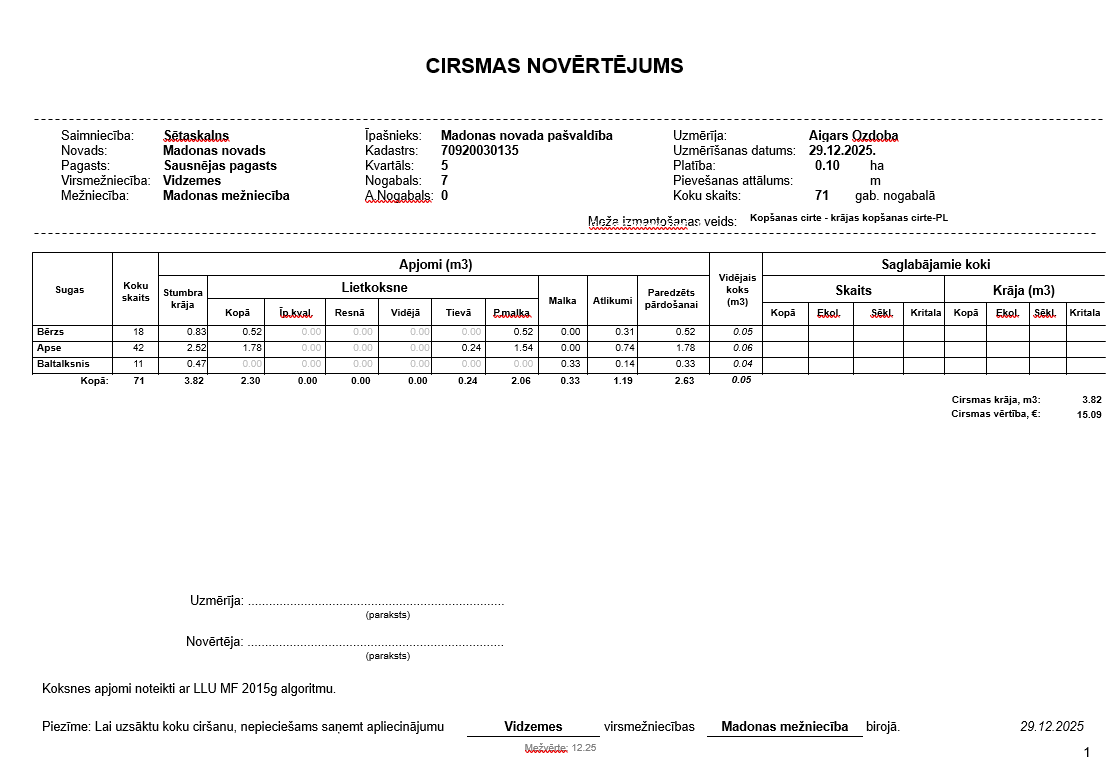 CIRSMAS NOVĒRTĒJUMS
Saimniecība: Sētaskalns Īpašnieks: Madonas novada pašvaldība Uzmērīja: Aigars Ozdoba
Novads: Madonas novads Kadastrs: 70920030135 Uzmērīšanas datums: 29.12.2025.
Pagasts: Sausnējas pagasts Kvartāls: 5 Platība: 0.10 ha
Virsmežniecība: Vidzemes Nogabals: 7 Pievešanas attālums: m
Mežniecība: Madonas mežniecība A.Nogabals: 0 Koku skaits: 71 gab. nogabalā
Meža izmantošanas veids: Kopšanas cirte - krājas kopšanas cirte-PL
Sugas Koku skaits Apjomi (m3) Vidējais koks (m3) Saglabājamie koki
Stumbra krāja Lietkoksne Malka Atlikumi Paredzēts pārdošanai Skaits Krāja (m3)
Kopā Īp.kval. Resnā Vidējā Tievā P.malka Kopā Ekol. Sēkl. Kritala Kopā Ekol. Sēkl. Kritala
Bērzs 18 0.83 0.52 0.00 0.00 0.00 0.00 0.52 0.00 0.31 0.52 0.05
Apse 42 2.52 1.78 0.00 0.00 0.00 0.24 1.54 0.00 0.74 1.78 0.06
Baltalksnis 11 0.47 0.00 0.00 0.00 0.00 0.00 0.00 0.33 0.14 0.33 0.04
Kopā: 71 3.82 2.30 0.00 0.00 0.00 0.24 2.06 0.33 1.19 2.63 0.05
Cirsmas krāja, m3: 3.82
Cirsmas vērtība, €: 15.09
Uzmērīja: ........................................................................
(paraksts)
Novērtēja: ........................................................................
(paraksts)
Koksnes apjomi noteikti ar LLU MF 2015g algoritmu.
Piezīme: Lai uzsāktu koku ciršanu, nepieciešams saņemt apliecinājumu Vidzemes virsmežniecības Madonas mežniecība birojā. 29.12.2025
Mežvērte: 12.25
1